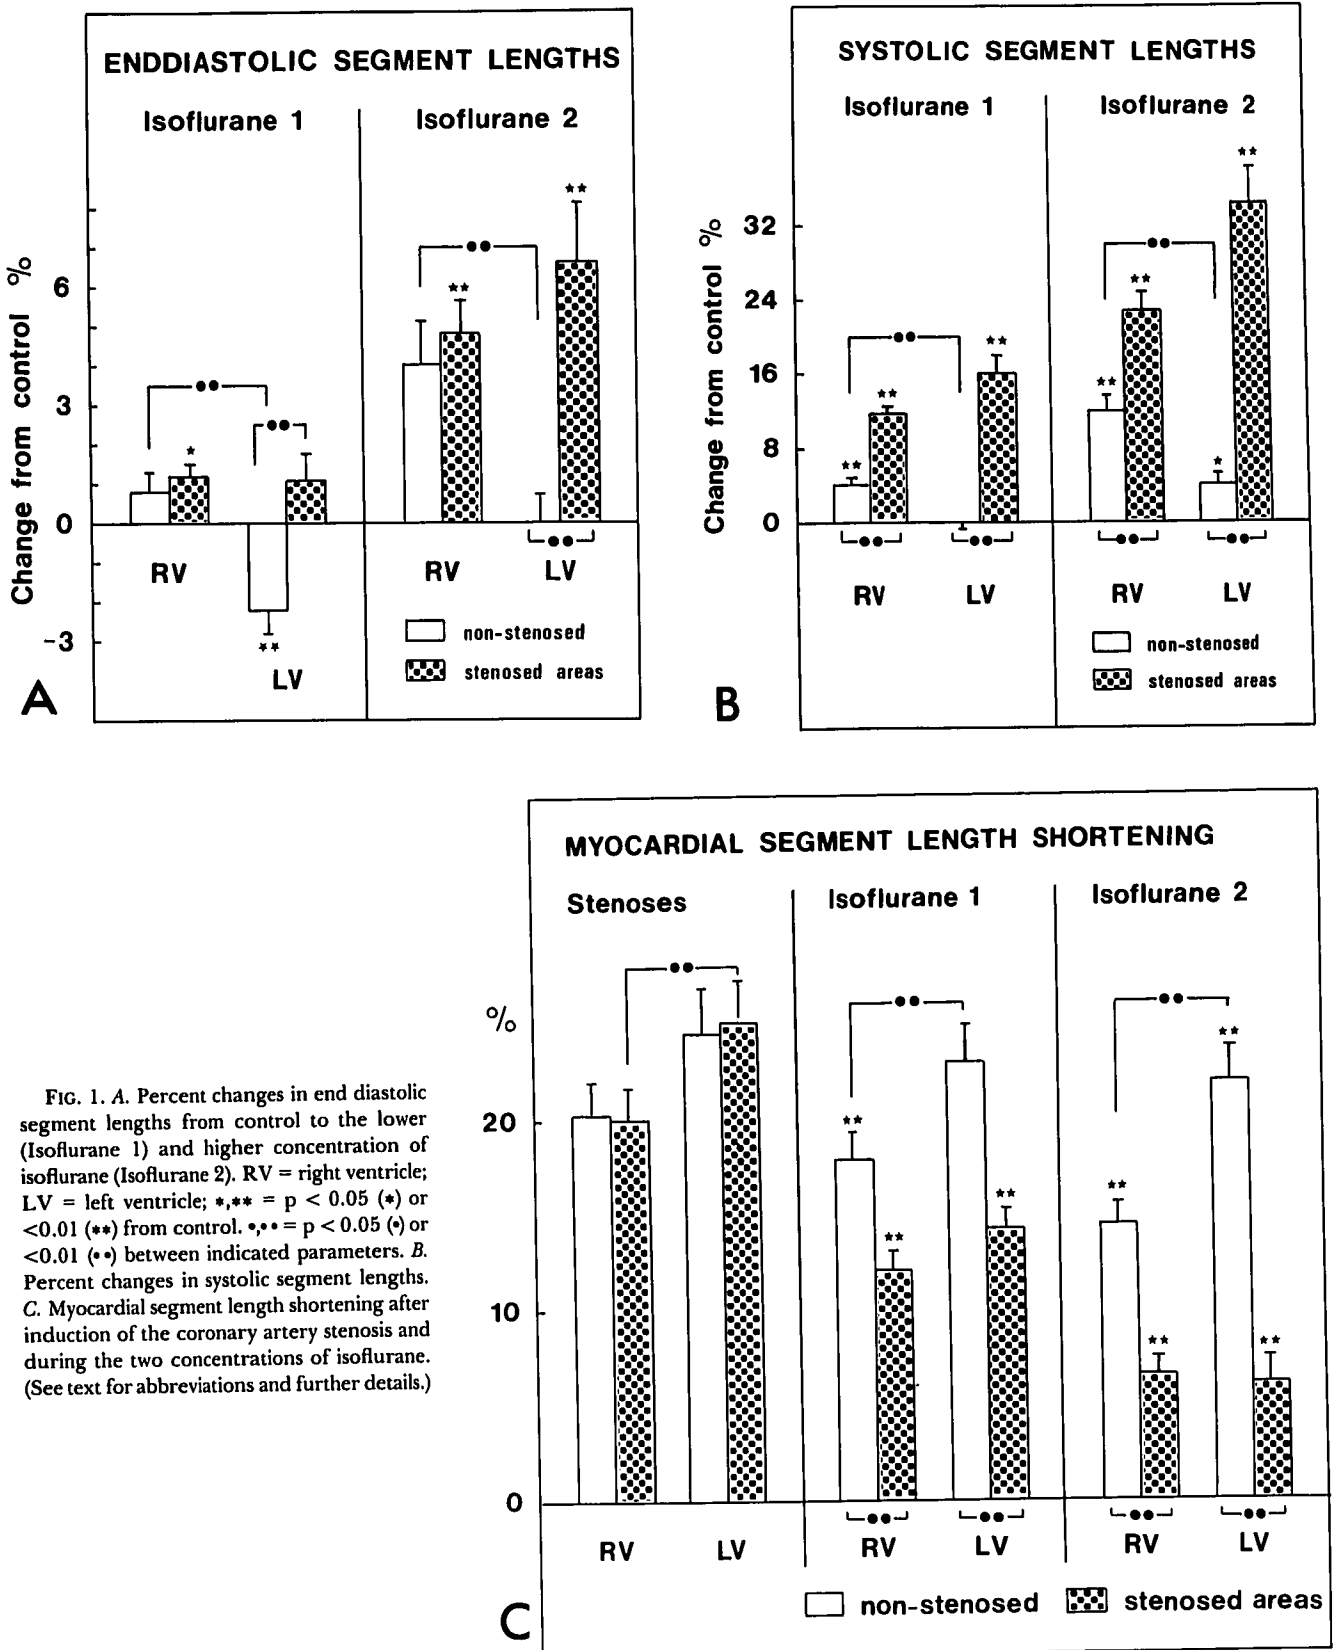 ENDDIASTOLIC SEGMENT LENGTHS
Isoflurane 1
Isoflurane 2
**
**
*
**
Change from control %
6
3
0
-3
RV
LV
RV
LV
non-stenosed
stenosed areas
A
SYSTOLIC SEGMENT LENGTHS
Isoflurane 1
Isoflurane 2
**
**
**
**
*
**
**
Change from control %
32
24
16
8
0
RV
LV
RV
LV
non-stenosed
stenosed areas
B
MYOCARDIAL SEGMENT LENGTH SHORTENING
Stenoses
Isoflurane 1
Isoflurane 2
**
**
**
**
**
**
**
%
20
10
0
RV
LV
RV
LV
RV
LV
non-stenosed
stenosed areas
C
FIG. 1. A. Percent changes in end diastolic
segment lengths from control to the lower
(Isoflurane 1) and higher concentration of
isoflurane (Isoflurane 2). RV = right ventricle;
LV = left ventricle; *,** = p < 0.05 (*) or
<0.01 (**) from control. •,•• = p < 0.05 (•) or
<0.01 (••) between indicated parameters. B.
Percent changes in systolic segment lengths.
C. Myocardial segment length shortening after
induction of the coronary artery stenosis and
during the two concentrations of isoflurane.
(See text for abbreviations and further details.)